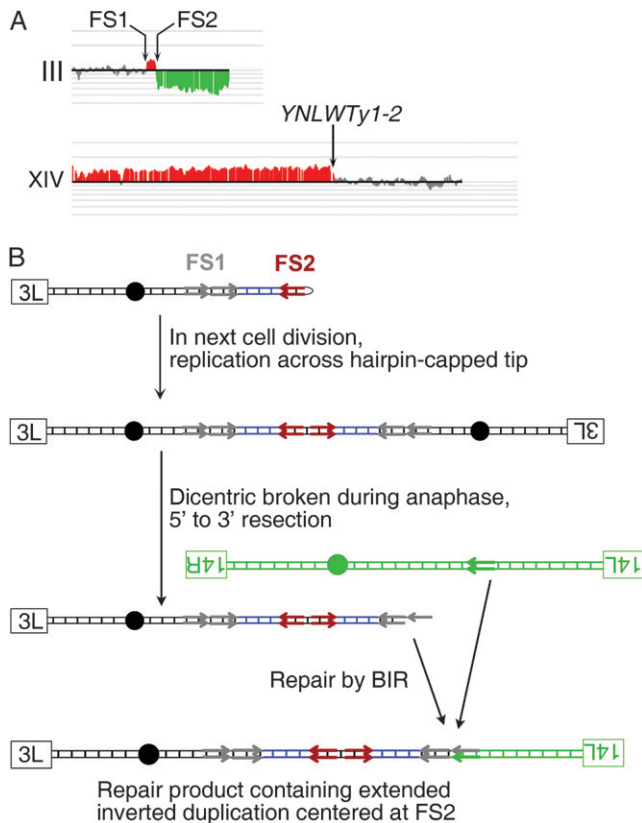 A
FS1 FS2
III
YNLWTy1-2
XIV
B
FS1 FS2
3L
In next cell division,
replication across hairpin-capped tip
3L 3L
Dicentric broken during anaphase,
5' to 3' resection
14R 14L
3L
Repair by BIR
3L 14L
Repair product containing extended
inverted duplication centered at FS2